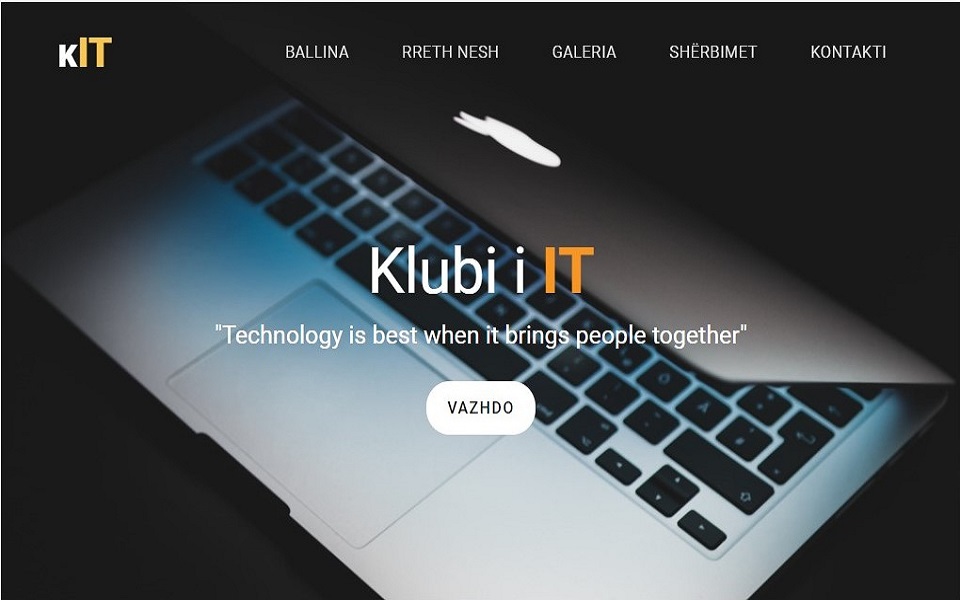 KIT
BALLINA RRETH NESH GALERIA SHËRBIMET KONTAKTI
Klubi i IT
"Technology is best when it brings people together"
VAZHDO